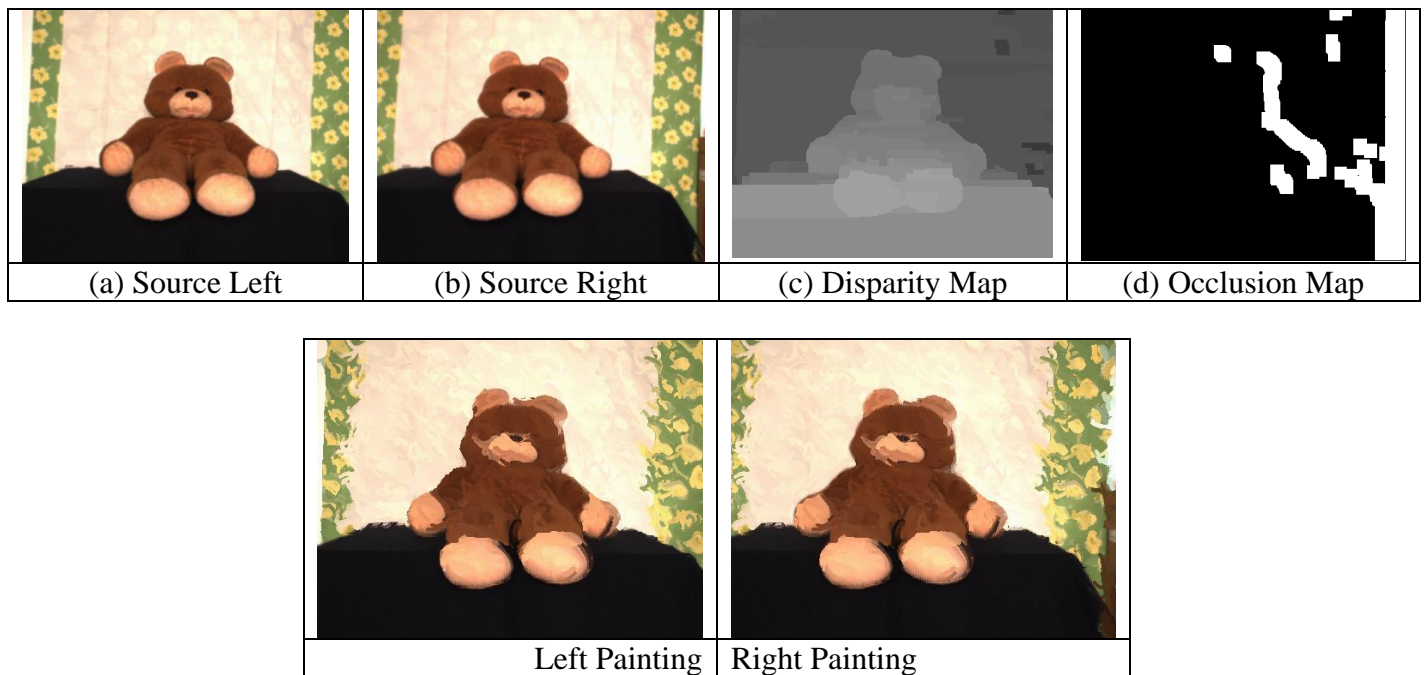 (a) Source Left
(b) Source Right
(c) Disparity Map
(d) Occlusion Map
Left Painting
Right Painting